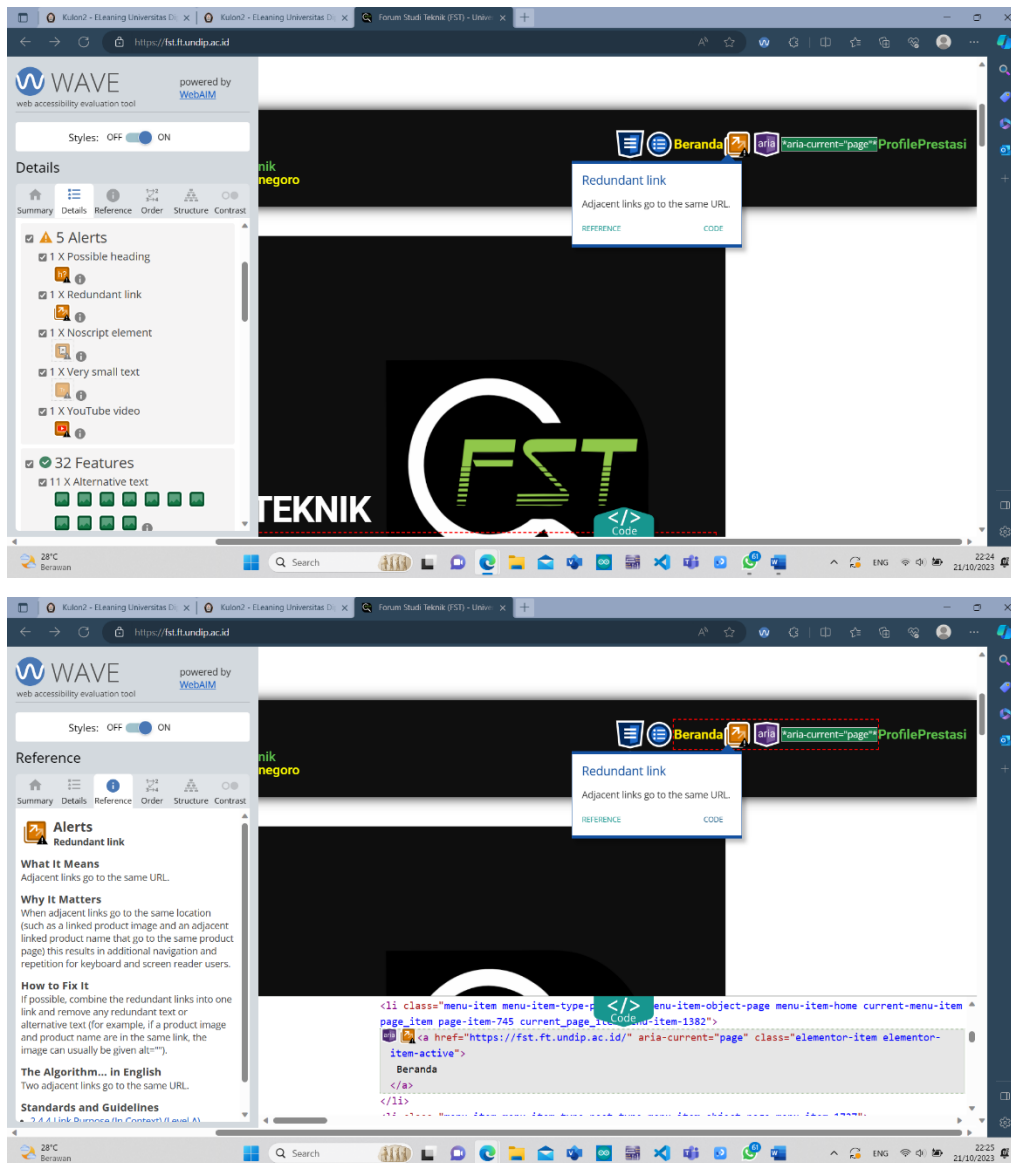 Kulon2 - ELeaning Universitas Di
Kulon2 - ELeaning Universitas Di
Forum Studi Teknik (FST) - Univer
https://fst.ft.undip.ac.id
WAVE
web accessibility evaluation tool
powered by
WebAIM
Styles: OFF ON
Details
Summary Details Reference Order Structure Contrast
5 Alerts
1 X Possible heading
h?
1 X Redundant link
1 X Noscript element
1 X Very small text
1 X YouTube video
32 Features
11 X Alternative text
nik
negoro
Beranda aria *aria-current="page"* ProfilePrestasi
Redundant link
Adjacent links go to the same URL.
REFERENCE CODE
FST
TEKNIK
</>
Code
28°C
Berawan
Search
61
ENG
22:24
21/10/2023
Kulon2 - ELeaning Universitas Di
Kulon2 - ELeaning Universitas Di
Forum Studi Teknik (FST) - Univer
https://fst.ft.undip.ac.id
WAVE
web accessibility evaluation tool
powered by
WebAIM
Styles: OFF ON
Reference
Summary Details Reference Order Structure Contrast
Alerts
Redundant link
What It Means
Adjacent links go to the same URL.
Why It Matters
When adjacent links go to the same location
(such as a linked product image and an adjacent
linked product name that go to the same product
page) this results in additional navigation and
repetition for keyboard and screen reader users.
How to Fix It
If possible, combine the redundant links into one
link and remove any redundant text or
alternative text (for example, if a product image
and product name are in the same link, the
image can usually be given alt="").
The Algorithm... in English
Two adjacent links go to the same URL.
Standards and Guidelines
2.4.4 Link Purpose (In Context) (Level A)
nik
negoro
Beranda aria *aria-current="page"* ProfilePrestasi
Redundant link
Adjacent links go to the same URL.
REFERENCE CODE
</>
Code
<li class="menu-item menu-item-type-p enu-item-object-page menu-item-home current-menu-item
page_item page-item-745 current_page_ite nu-item-1382">
<a href="https://fst.ft.undip.ac.id/" aria-current="page" class="elementor-item elementor-
item-active">
Beranda
</a>
</li>
28°C
Berawan
Search
61
ENG
22:25
21/10/2023